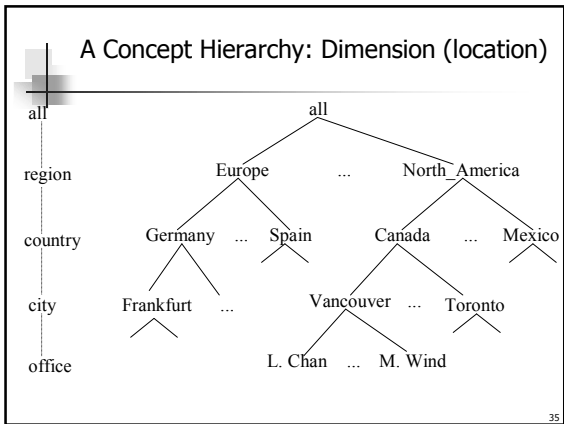 A Concept Hierarchy: Dimension (location)
all all
region Europe ... North_America
country Germany ... Spain Canada ... Mexico
city Frankfurt ... Vancouver ... Toronto
office L. Chan ... M. Wind
35